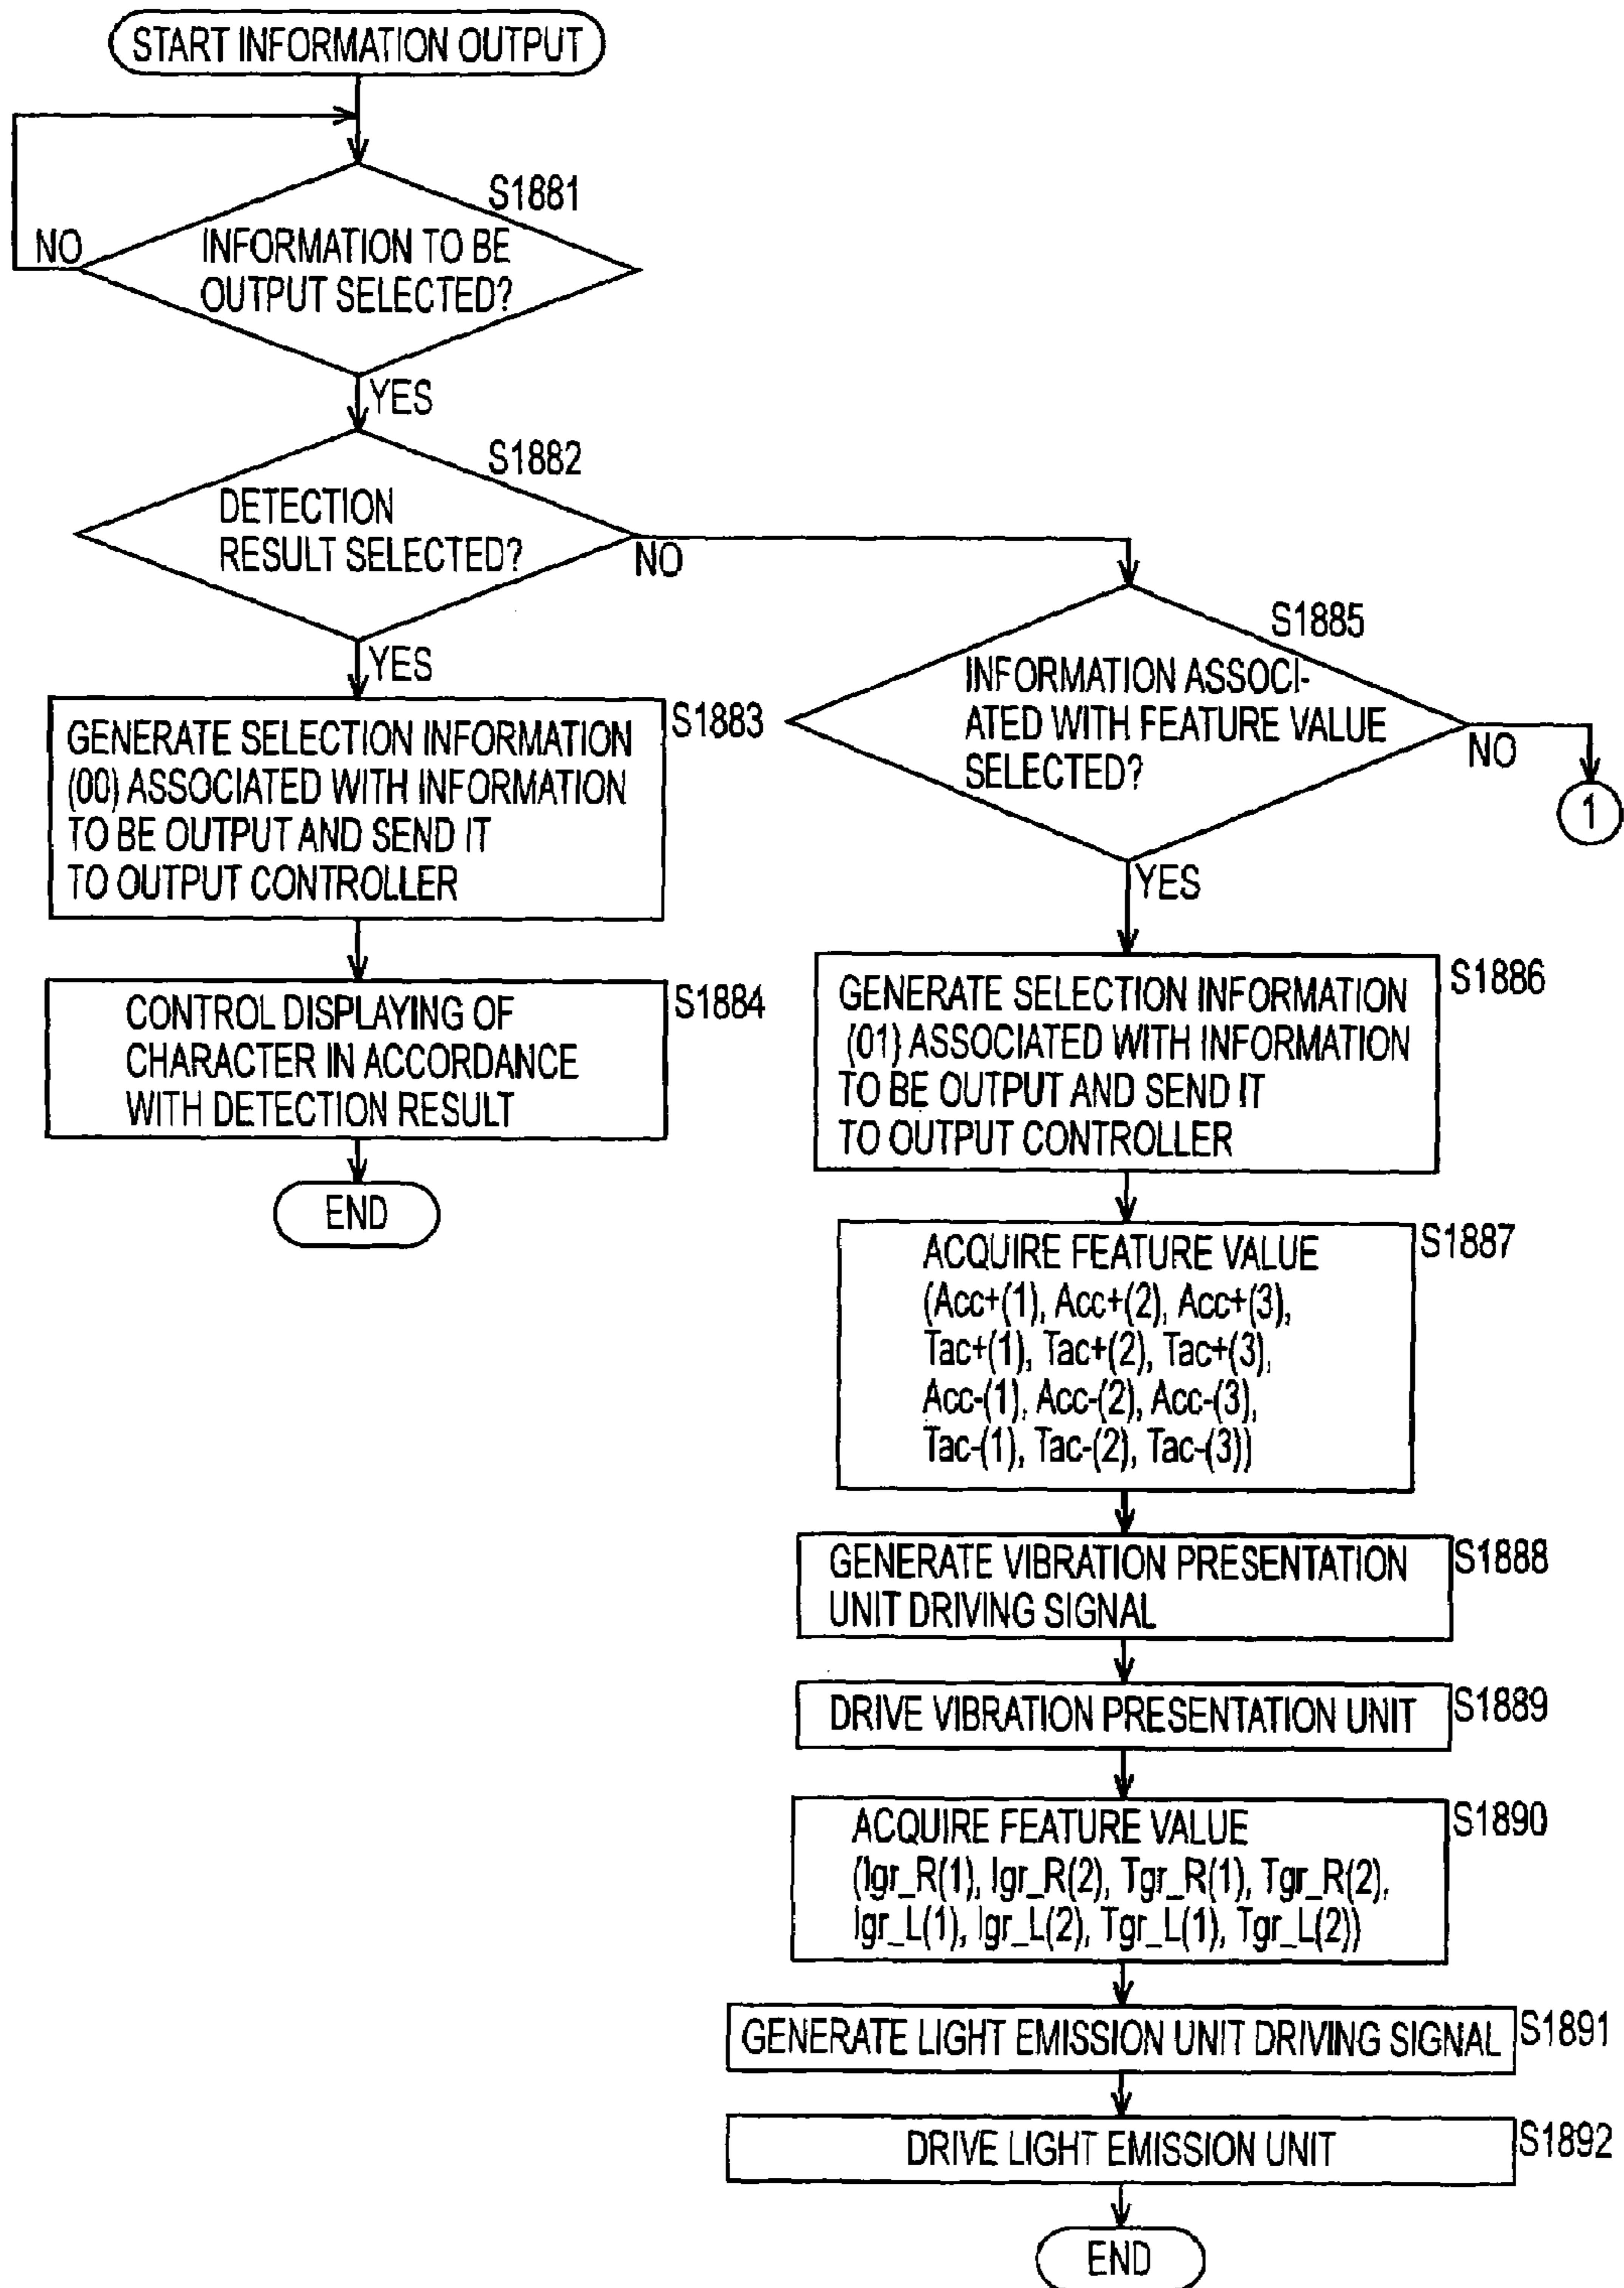 START INFORMATION OUTPUT
S1881
NO
INFORMATION TO BE
OUTPUT SELECTED?
YES
S1882
DETECTION
RESULT SELECTED?
NO
YES
S1883
GENERATE SELECTION INFORMATION
(00) ASSOCIATED WITH INFORMATION
TO BE OUTPUT AND SEND IT
TO OUTPUT CONTROLLER
S1884
CONTROL DISPLAYING OF
CHARACTER IN ACCORDANCE
WITH DETECTION RESULT
END
S1885
INFORMATION ASSOCI-
ATED WITH FEATURE VALUE
SELECTED?
NO
1
YES
S1886
GENERATE SELECTION INFORMATION
(01) ASSOCIATED WITH INFORMATION
TO BE OUTPUT AND SEND IT
TO OUTPUT CONTROLLER
S1887
ACQUIRE FEATURE VALUE
(Acc+(1), Acc+(2), Acc+(3),
Tac+(1), Tac+(2), Tac+(3),
Acc-(1), Acc-(2), Acc-(3),
Tac-(1), Tac-(2), Tac-(3))
S1888
GENERATE VIBRATION PRESENTATION
UNIT DRIVING SIGNAL
S1889
DRIVE VIBRATION PRESENTATION UNIT
S1890
ACQUIRE FEATURE VALUE
(Igr_R(1), Igr_R(2), Tgr_R(1), Tgr_R(2),
Igr_L(1), Igr_L(2), Tgr_L(1), Tgr_L(2))
S1891
GENERATE LIGHT EMISSION UNIT DRIVING SIGNAL
S1892
DRIVE LIGHT EMISSION UNIT
END